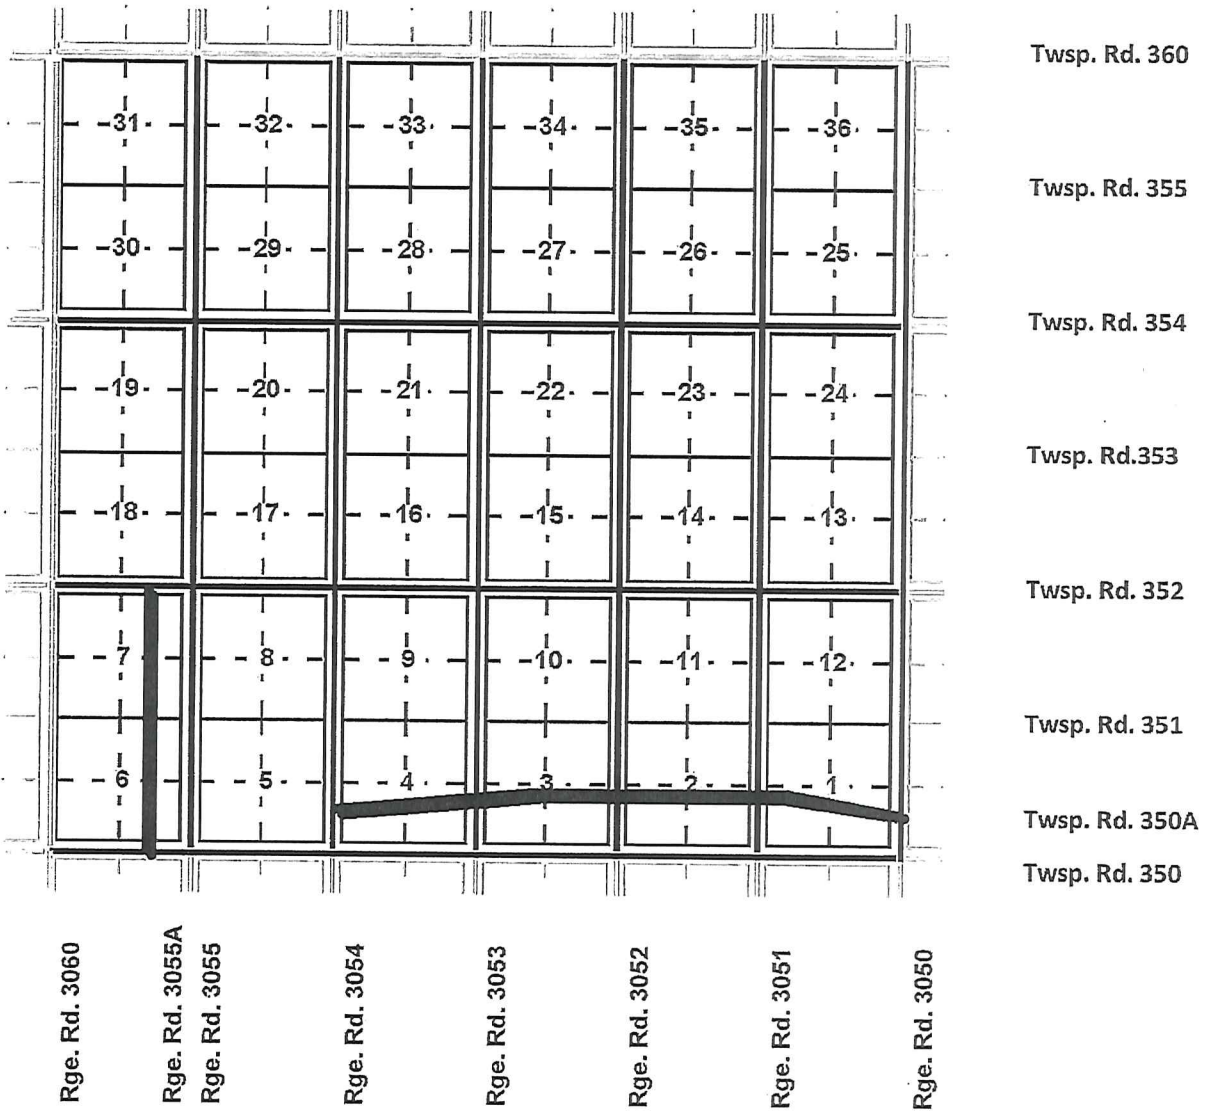 Twsp. Rd. 360
-31- -32- -33- -34- -35- -36-
Twsp. Rd. 355
-30- -29- -28- -27- -26- -25-
Twsp. Rd. 354
-19- -20- -21- -22- -23- -24-
Twsp. Rd.353
-18- -17- -16- -15- -14- -13-
Twsp. Rd. 352
-7- -8- -9- -10- -11- -12-
Twsp. Rd. 351
-6- -5- -4- -3- -2- -1-
Twsp. Rd. 350A
Twsp. Rd. 350
Rge. Rd. 3060
Rge. Rd. 3055A
Rge. Rd. 3055
Rge. Rd. 3054
Rge. Rd. 3053
Rge. Rd. 3052
Rge. Rd. 3051
Rge. Rd. 3050